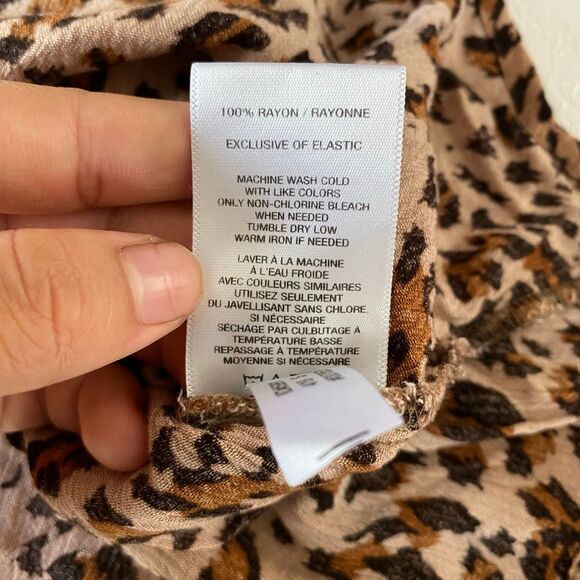 100% RAYON / RAYONNE
EXCLUSIVE OF ELASTIC
MACHINE WASH COLD
WITH LIKE COLORS
ONLY NON-CHLORINE BLEACH
WHEN NEEDED
TUMBLE DRY LOW
WARM IRON IF NEEDED
LAVER À LA MACHINE
À L'EAU FROIDE
AVEC COULEURS SIMILAIRES
UTILISEZ SEULEMENT
DU JAVELLISANT SANS CHLORE,
SI NÉCESSAIRE
SÉCHAGE PAR CULBUTAGE À
TEMPÉRATURE BASSE
REPASSAGE À TEMPÉRATURE
MOYENNE SI NÉCESSAIRE